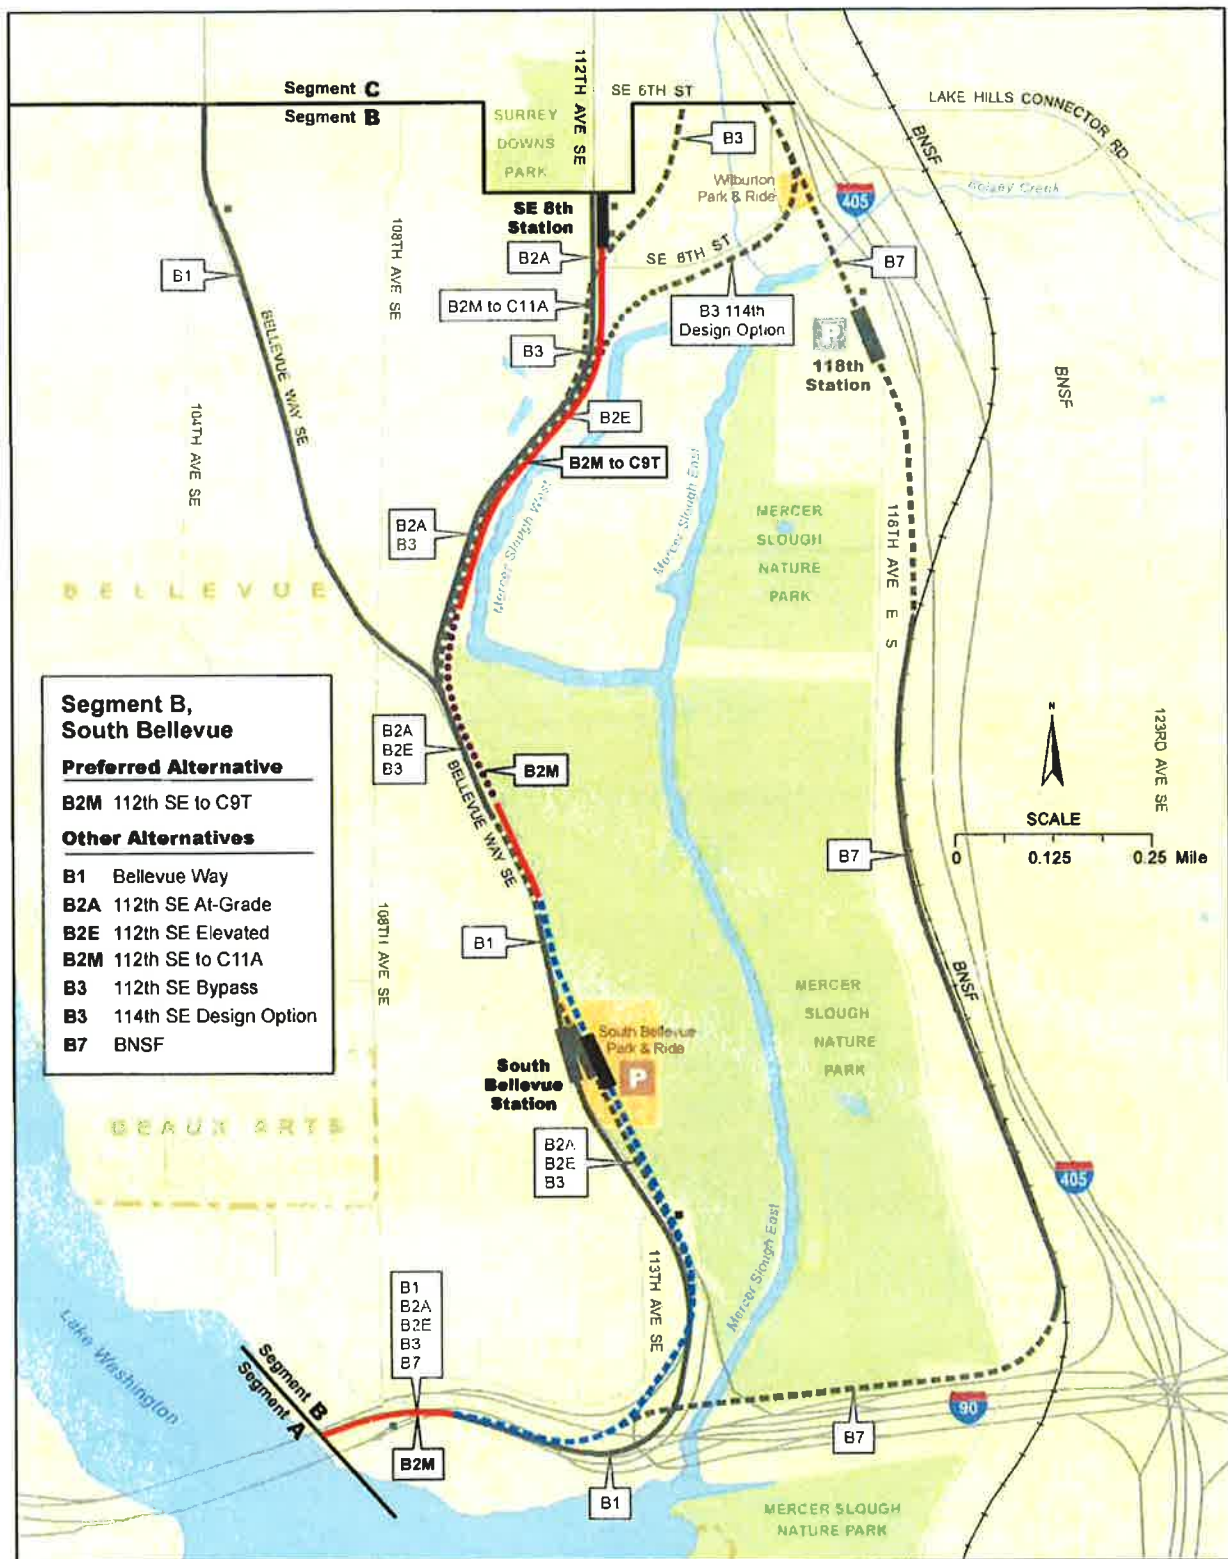 Segment C
Segment B
SURREY
DOWNS
PARK
112TH AVE SE
SE 6TH ST
LAKE HILLS CONNECTOR RD
BNSF
B3
Wilburton
Park & Ride
405
Kelsey Creek
SE 8th
Station
108TH AVE SE
B1
B2A
SE 8TH ST
B7
B2M to C11A
B3 114th
Design Option
B3
P
118th
Station
BELLEVUE WAY SE
BNSF
104TH AVE SE
B2E
B2M to C9T
Mercer Slough West
Mercer Slough East
B2A
B3
MERCER
SLOUGH
NATURE
PARK
118TH AVE E S
BELLEVUE
Segment B,
South Bellevue
Preferred Alternative
B2M 112th SE to C9T
Other Alternatives
B1 Bellevue Way
B2A 112th SE At-Grade
B2E 112th SE Elevated
B2M 112th SE to C11A
B3 112th SE Bypass
B3 114th SE Design Option
B7 BNSF
B2A
B2E
B3
B2M
BELLEVUE WAY SE
N
123RD AVE SE
SCALE
0 0.125 0.25 Mile
B7
108TH AVE SE
B1
BNSF
MERCER
SLOUGH
NATURE
PARK
South Bellevue
Park & Ride
P
South
Bellevue
Station
BEAUX ARTS
B2A
B2E
B3
405
113TH AVE SE
Mercer Slough East
B1
B2A
B2E
B3
B7
Lake Washington
Segment B
Segment A
B2M
90
B7
B1
MERCER SLOUGH
NATURE PARK